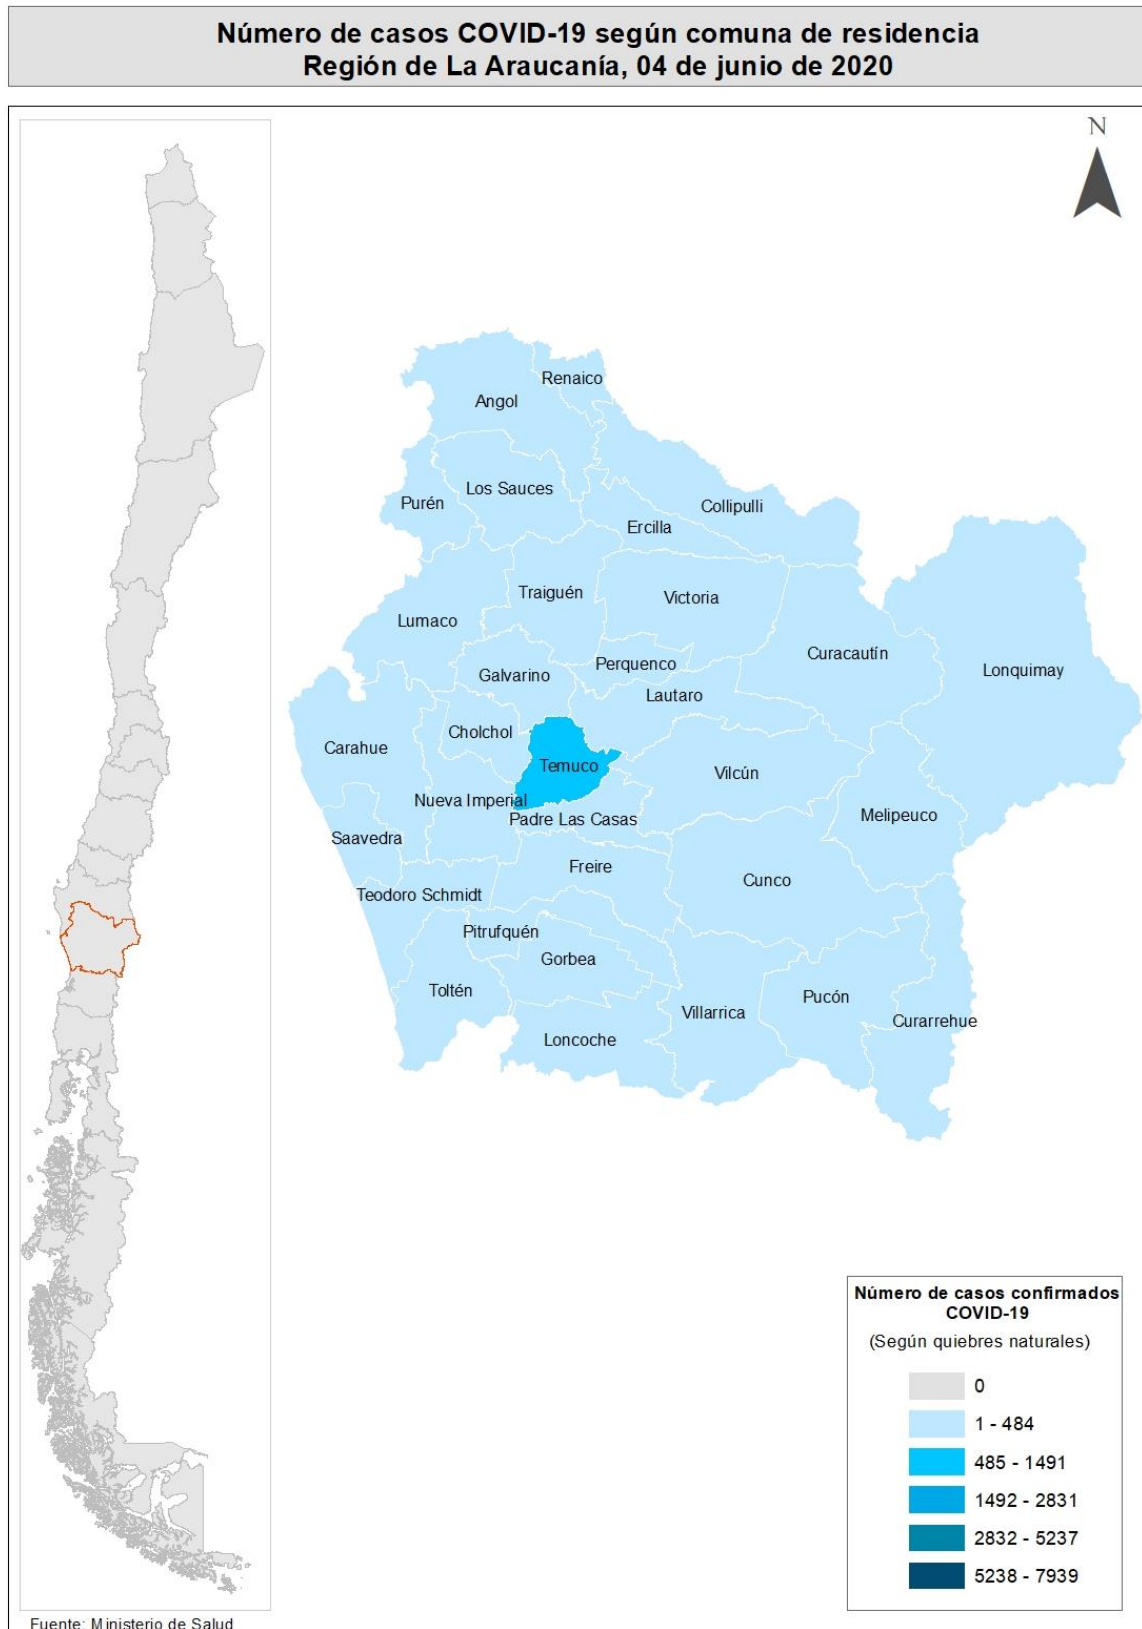 Número de casos COVID-19 según comuna de residencia
Región de La Araucanía, 04 de junio de 2020
N
Renaico
Angol
Los Sauces
Purén
Collipulli
Ercilla
Traiguén
Victoria
Lumaco
Curacautín
Perquenco
Lonquimay
Galvarino
Lautaro
Cholchol
Carahue
Temuco
Vilcún
Nueva Imperial
Melipeuco
Padre Las Casas
Saavedra
Freire
Cunco
Teodoro Schmidt
Pitrufquén
Gorbea
Toltén
Pucón
Villarrica
Curarrehue
Loncoche
Número de casos confirmados
COVID-19
(Según quiebres naturales)
0
1 - 484
485 - 1491
1492 - 2831
2832 - 5237
5238 - 7939
Fuente: Ministerio de Salud